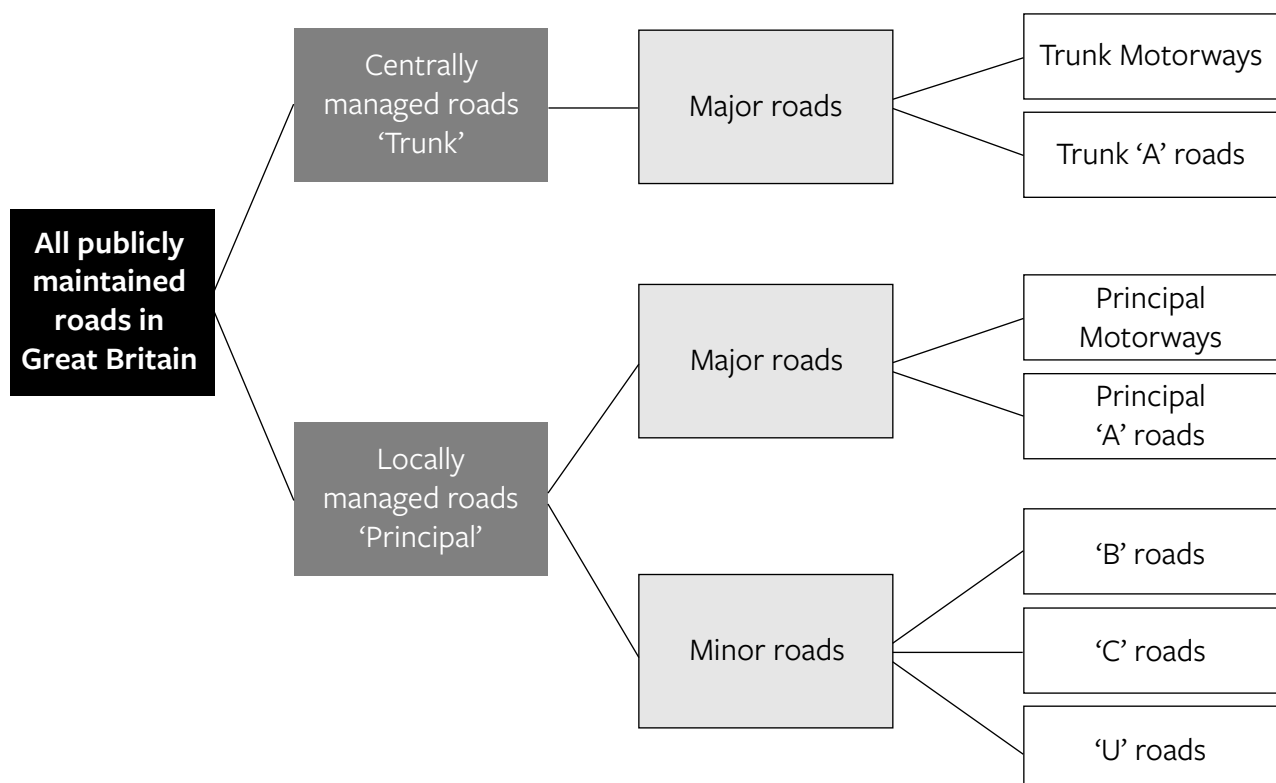 All publicly
maintained
roads in
Great Britain
Centrally
managed roads
‘Trunk’
Major roads
Trunk Motorways
Trunk ‘A’ roads
Locally
managed roads
‘Principal’
Major roads
Principal
Motorways
Principal
‘A’ roads
Minor roads
‘B’ roads
‘C’ roads
‘U’ roads